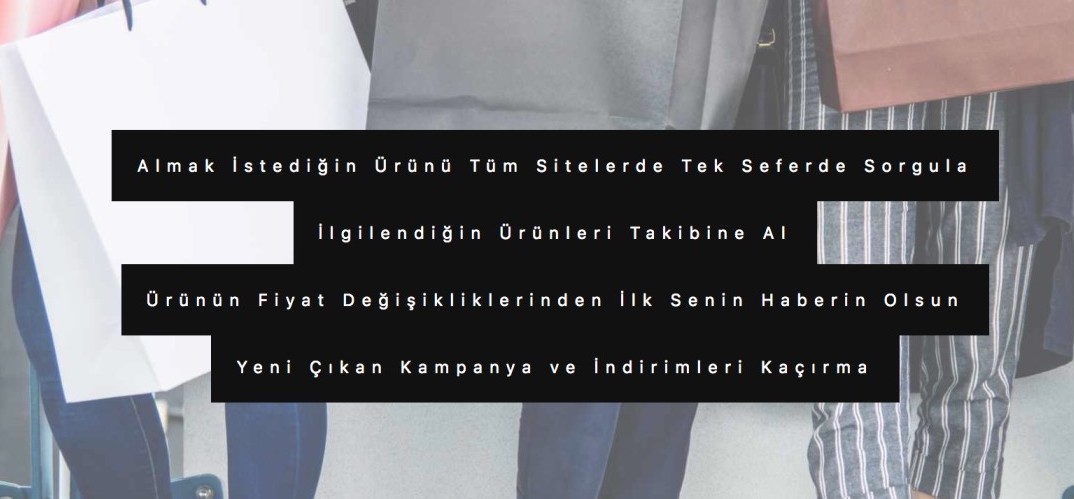 Almak İstediğin Ürünü Tüm Sitelerde Tek Seferde Sorgula
İlgilendiğin Ürünleri Takibine Al
Ürünün Fiyat Değişikliklerinden İlk Senin Haberin Olsun
Yeni Çıkan Kampanya ve İndirimleri Kaçırma